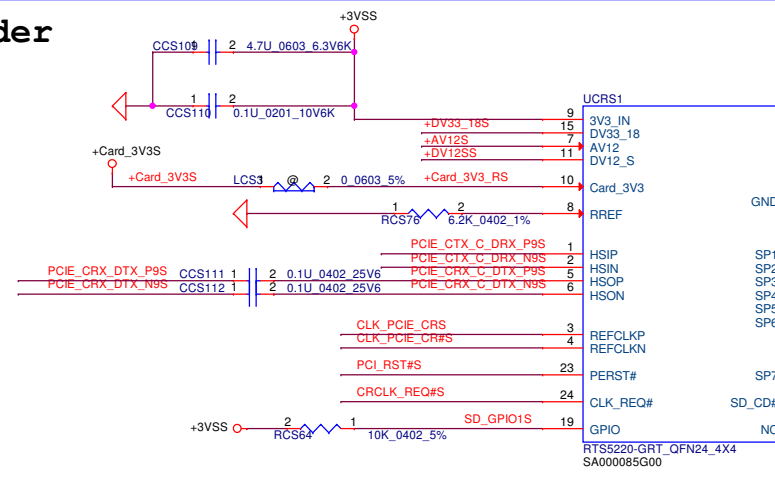 der
+3VSS
CCS109 1 2 4.7U_0603_6.3V6K
1 2
CCS110 0.1U_0201_10V6K
UCRS1
9 3V3_IN
+DV33_18S 15 DV33_18
+AV12S 7 AV12
+DV12SS 11 DV12_S
+Card_3V3S
+Card_3V3S LCS3 1 @ 2 0_0603_5% +Card_3V3_RS 10 Card_3V3
GND
1 2 8 RREF
RCS76 6.2K_0402_1%
PCIE_CTX_C_DRX_P9S 1 HSIP SP1
PCIE_CTX_C_DRX_N9S 2 HSIN SP2
PCIE_CRX_DTX_P9S CCS111 1 2 0.1U_0402_25V6 PCIE_CRX_C_DTX_P9S 5 HSOP SP3
PCIE_CRX_DTX_N9S CCS112 1 2 0.1U_0402_25V6 PCIE_CRX_C_DTX_N9S 6 HSON SP4
SP5
SP6
CLK_PCIE_CRS 3 REFCLKP
CLK_PCIE_CR#S 4 REFCLKN
PCI_RST#S 23 PERST# SP7
CRCLK_REQ#S 24 CLK_REQ# SD_CD#
+3VSS 2 1 SD_GPIO1S 19 GPIO NC
RCS64 10K_0402_5%
RTS5220-GRT_QFN24_4X4
SA000085G00